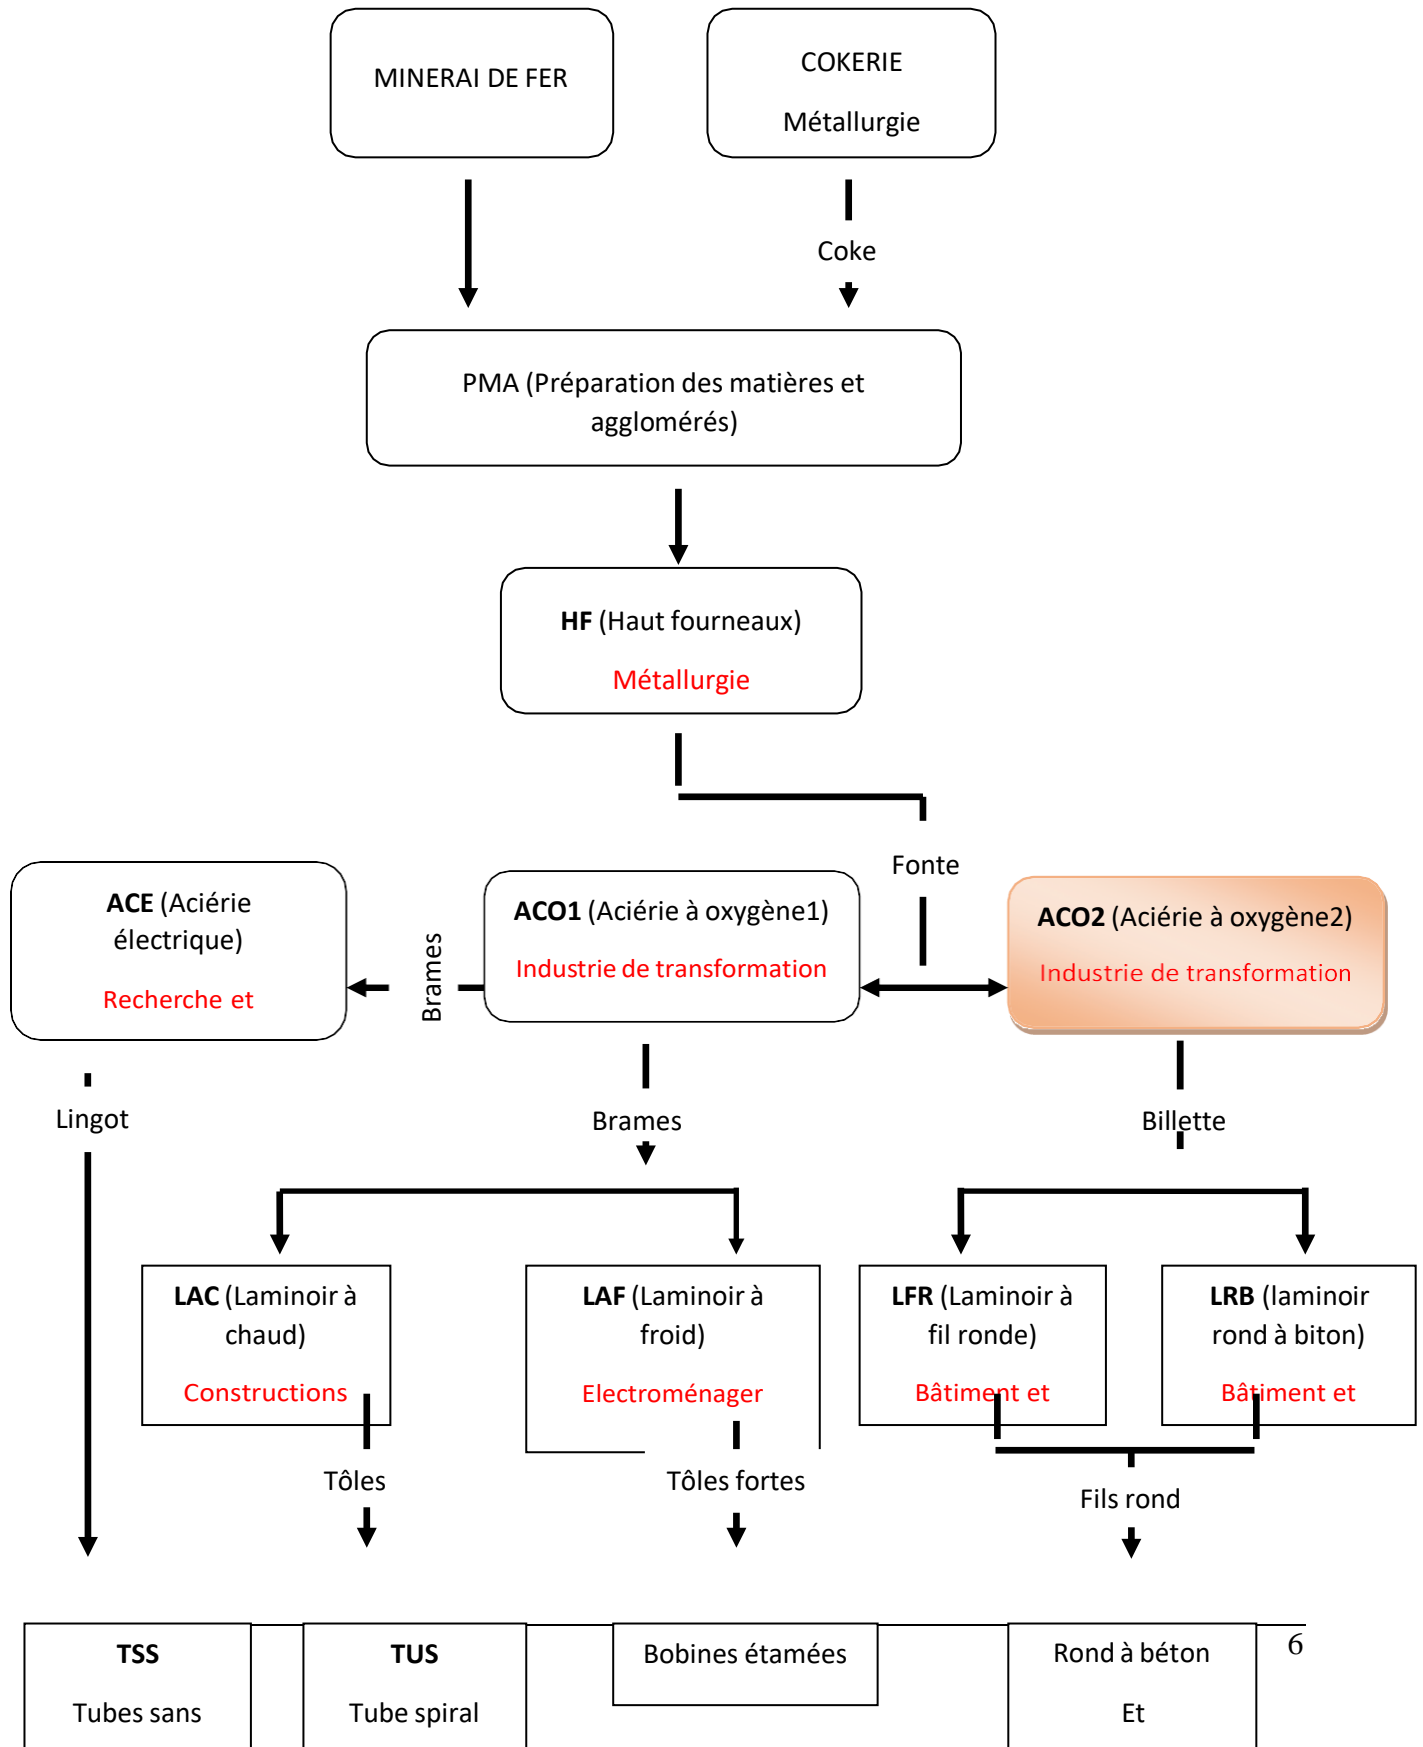 MINERAI DE FER
COKERIE
Métallurgie
Coke
PMA (Préparation des matières et
agglomérés)
HF (Haut fourneaux)
Métallurgie
Fonte
ACE (Aciérie
électrique)
Recherche et
Brames
ACO1 (Aciérie à oxygène1)
Industrie de transformation
ACO2 (Aciérie à oxygène2)
Industrie de transformation
Lingot
Brames
Billette
LAC (Laminoir à
chaud)
Constructions
LAF (Laminoir à
froid)
Electroménager
LFR (Laminoir à
fil ronde)
Bâtiment et
LRB (laminoir
rond à biton)
Bâtiment et
Tôles
Tôles fortes
Fils rond
TSS
Tubes sans
TUS
Tube spiral
Bobines étamées
Rond à béton
Et
6